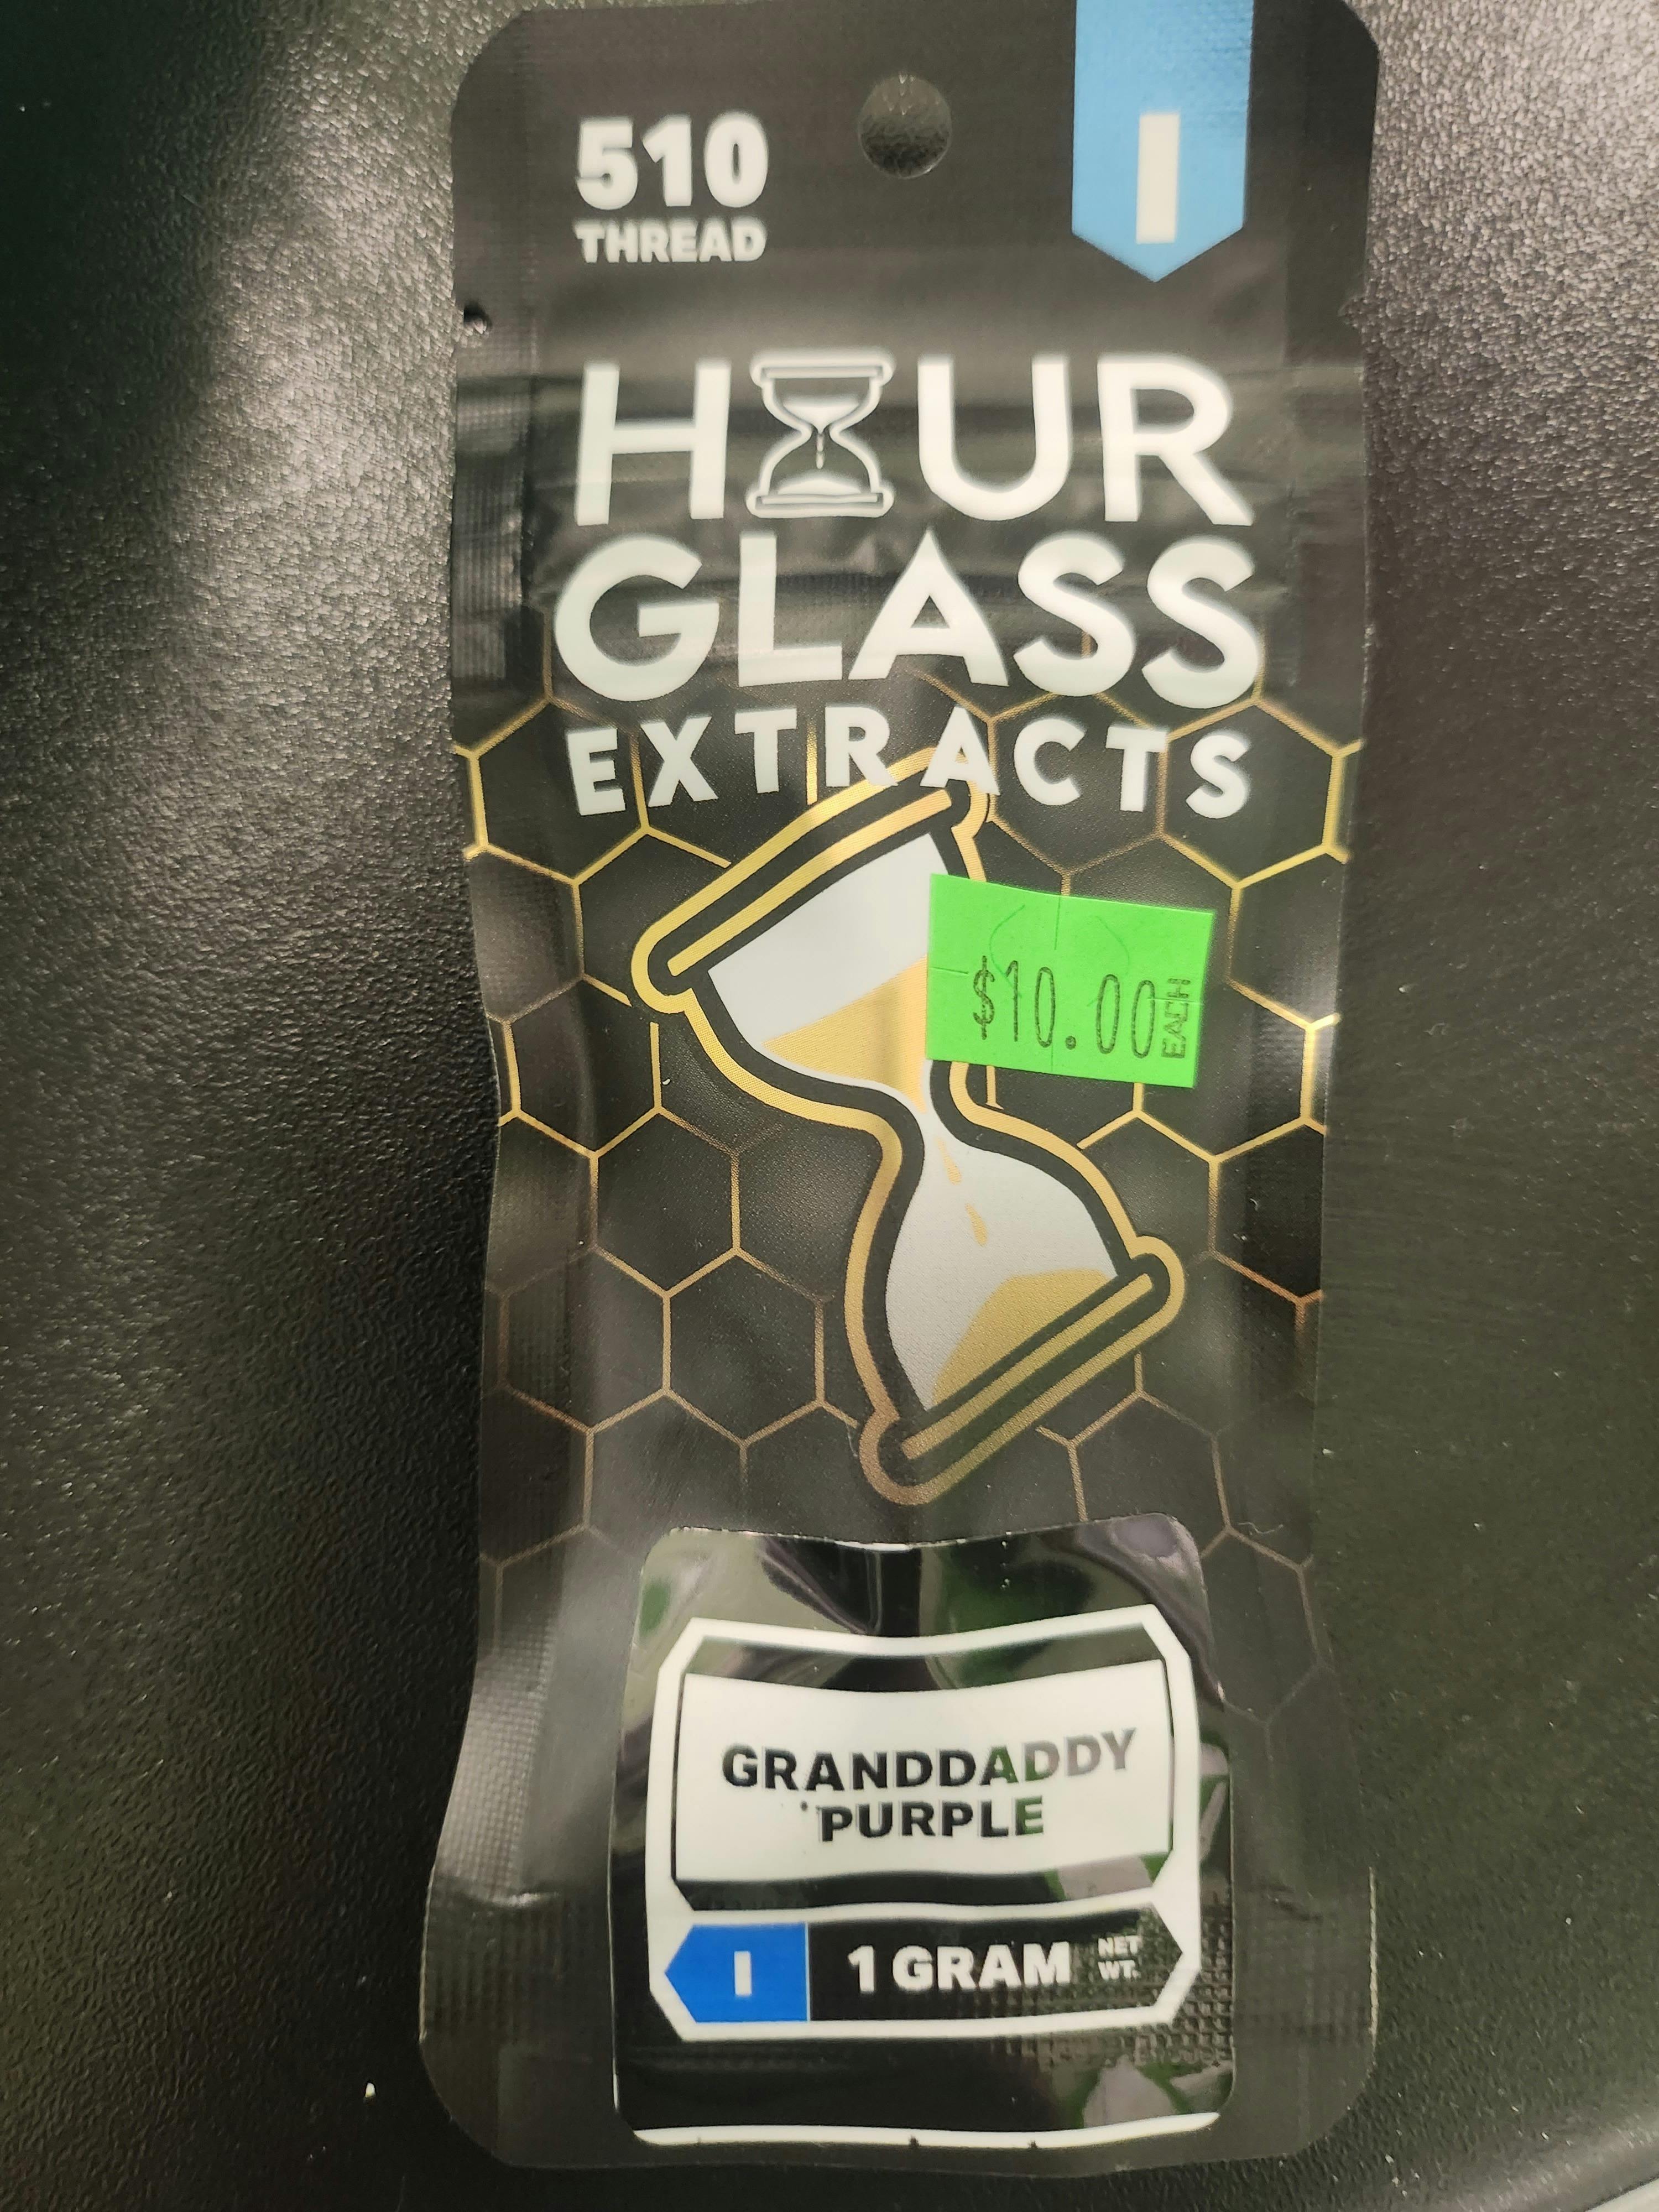 510
THREAD
I
HOUR
GLASS
EXTRACTS
$10.00 EACH
GRANDDADDY
PURPLE
I 1 GRAM NET WT.